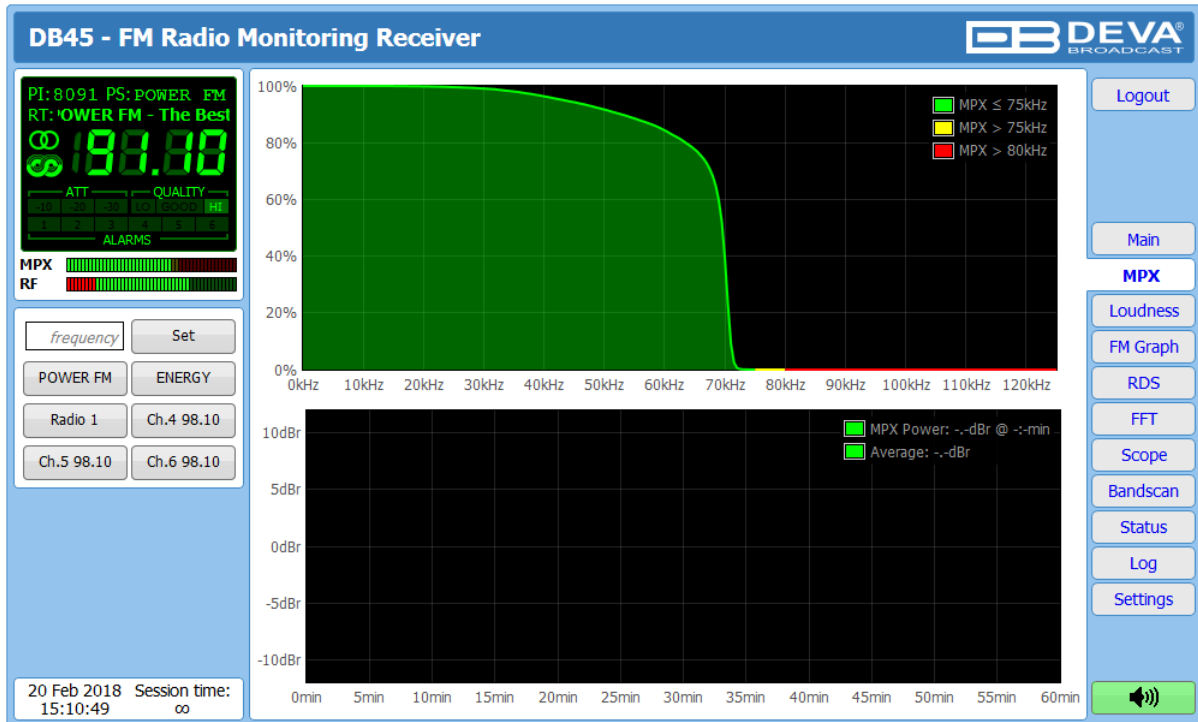 DB45 - FM Radio Monitoring Receiver
DEVA®
BROADCAST
PI:8091 PS:POWER FM
RT: 'OWER FM - The Best
91.10
ATT QUALITY
-10 -20 -30 LO GOOD HI
1 2 3 4 5 6
ALARMS
MPX
RF
frequency Set
POWER FM ENERGY
Radio 1 Ch.4 98.10
Ch.5 98.10 Ch.6 98.10
20 Feb 2018 Session time:
15:10:49 ∞
100%
80%
60%
40%
20%
0%
MPX ≤ 75kHz
MPX > 75kHz
MPX > 80kHz
0kHz 10kHz 20kHz 30kHz 40kHz 50kHz 60kHz 70kHz 80kHz 90kHz 100kHz 110kHz 120kHz
MPX Power: -.-dBr @ -:-min
Average: -.-dBr
10dBr
5dBr
0dBr
-5dBr
-10dBr
0min 5min 10min 15min 20min 25min 30min 35min 40min 45min 50min 55min 60min
Logout
Main
MPX
Loudness
FM Graph
RDS
FFT
Scope
Bandscan
Status
Log
Settings